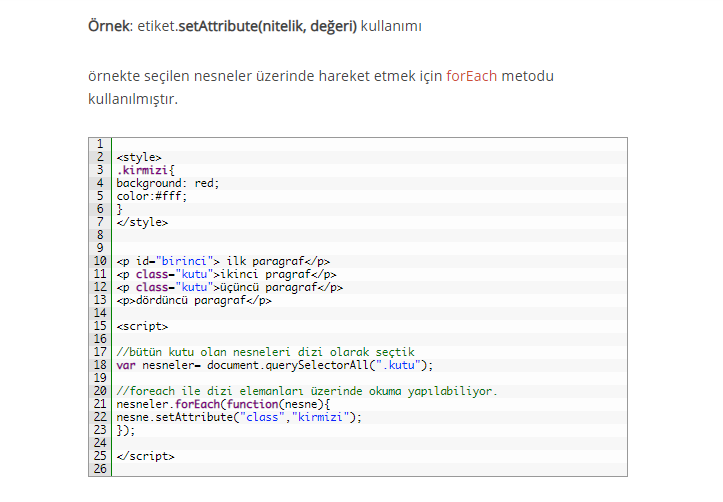 Örnek: etiket.setAttribute(nitelik, değeri) kullanımı
örnekte seçilen nesneler üzerinde hareket etmek için forEach metodu
kullanılmıştır.
1
2 <style>
3 .kirmizi{
4 background: red;
5 color:#fff;
6 }
7 </style>
8
9
10 <p id="birinci"> ilk paragraf</p>
11 <p class="kutu">ikinci pragraf</p>
12 <p class="kutu">üçüncü paragraf</p>
13 <p>dördüncü paragraf</p>
14
15 <script>
16
17 //bütün kutu olan nesneleri dizi olarak seçtik
18 var nesneler= document.querySelectorAll(".kutu");
19
20 //foreach ile dizi elemanları üzerinde okuma yapılabiliyor.
21 nesneler.forEach(function(nesne){
22 nesne.setAttribute("class","kirmizi");
23 });
24
25 </script>
26